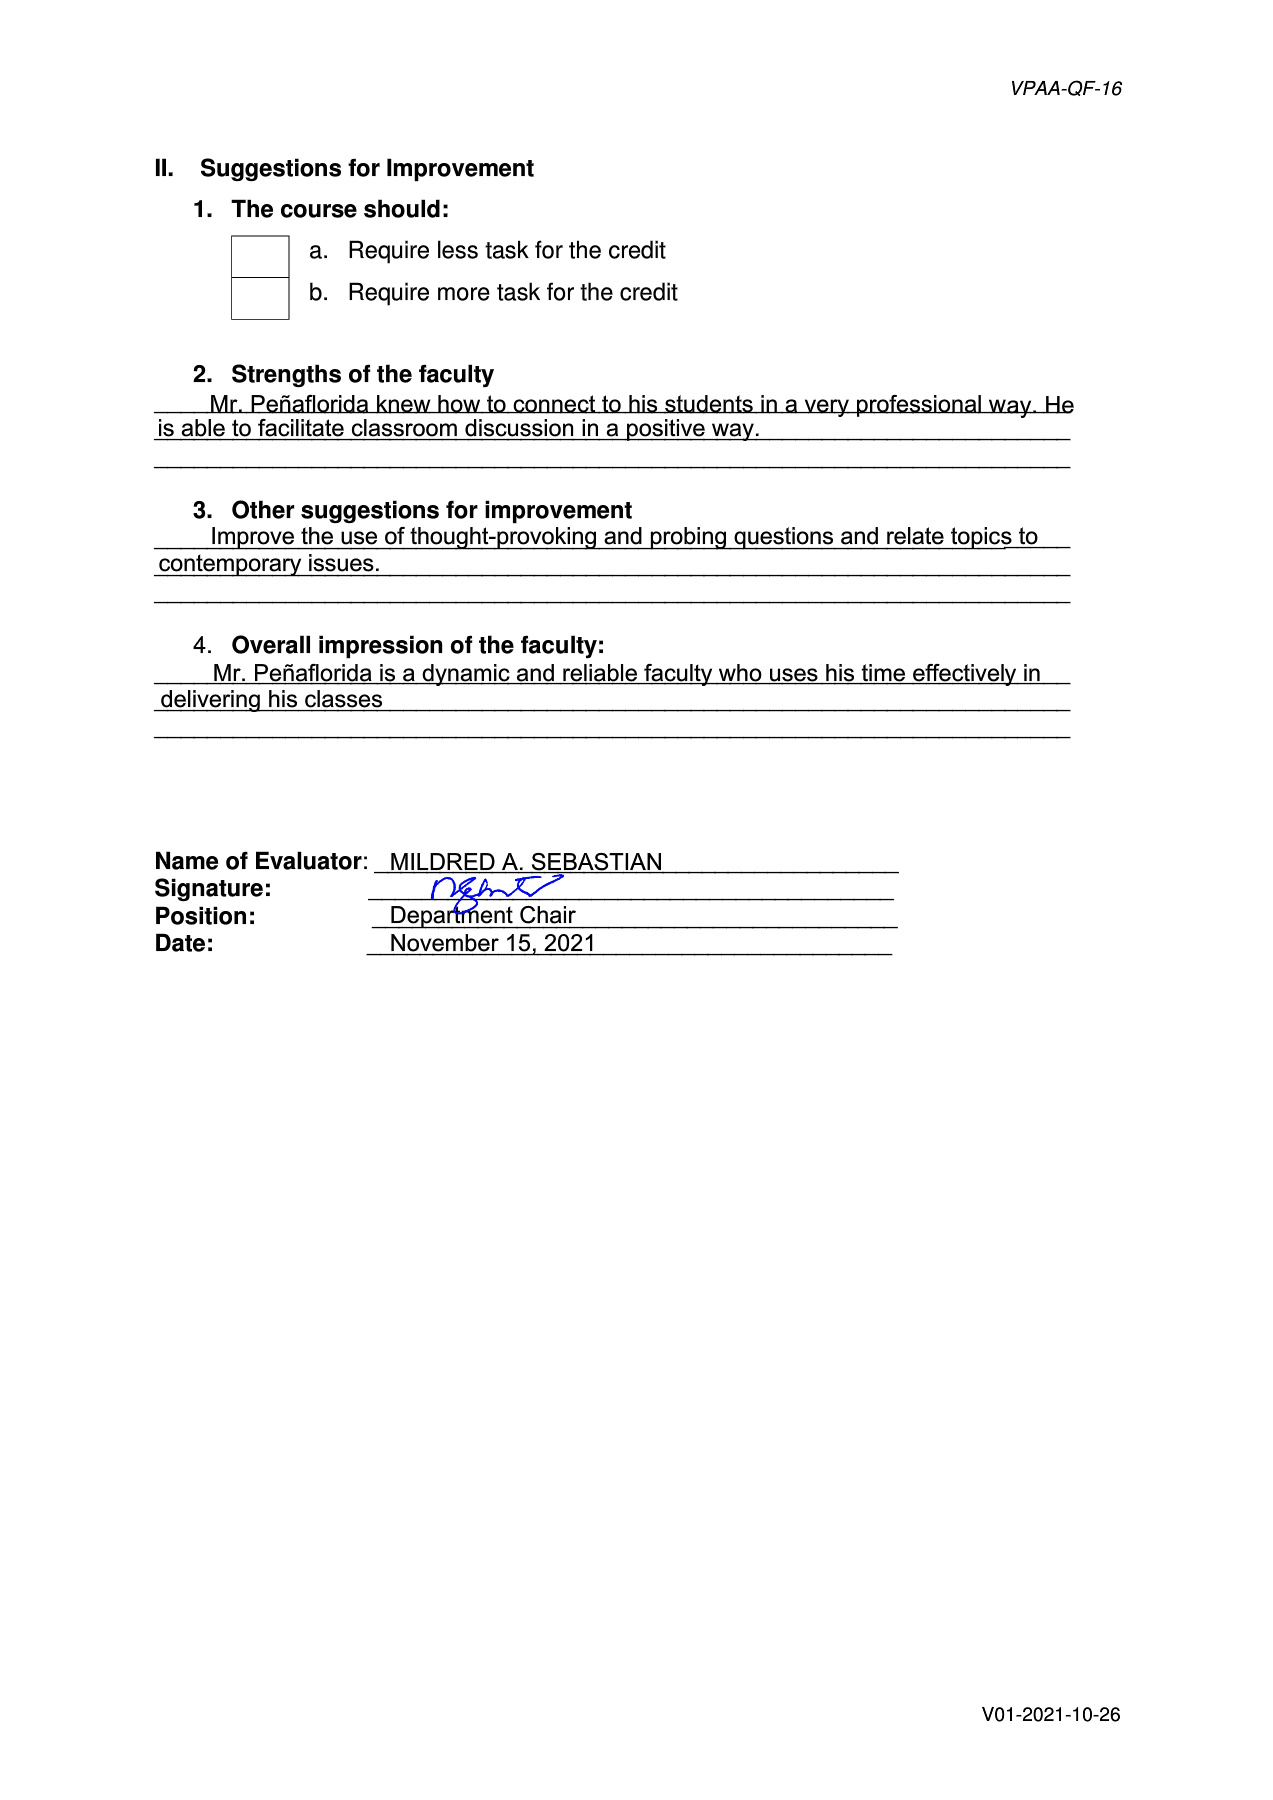 VPAA-QF-16
II. Suggestions for Improvement
1. The course should:
a. Require less task for the credit
b. Require more task for the credit
2. Strengths of the faculty
Mr. Peñaflorida knew how to connect to his students in a very professional way. He
is able to facilitate classroom discussion in a positive way.
3. Other suggestions for improvement
Improve the use of thought-provoking and probing questions and relate topics to
contemporary issues.
4. Overall impression of the faculty:
Mr. Peñaflorida is a dynamic and reliable faculty who uses his time effectively in
delivering his classes
Name of Evaluator: MILDRED A. SEBASTIAN
Signature:
Position: Department Chair
Date: November 15, 2021
V01-2021-10-26